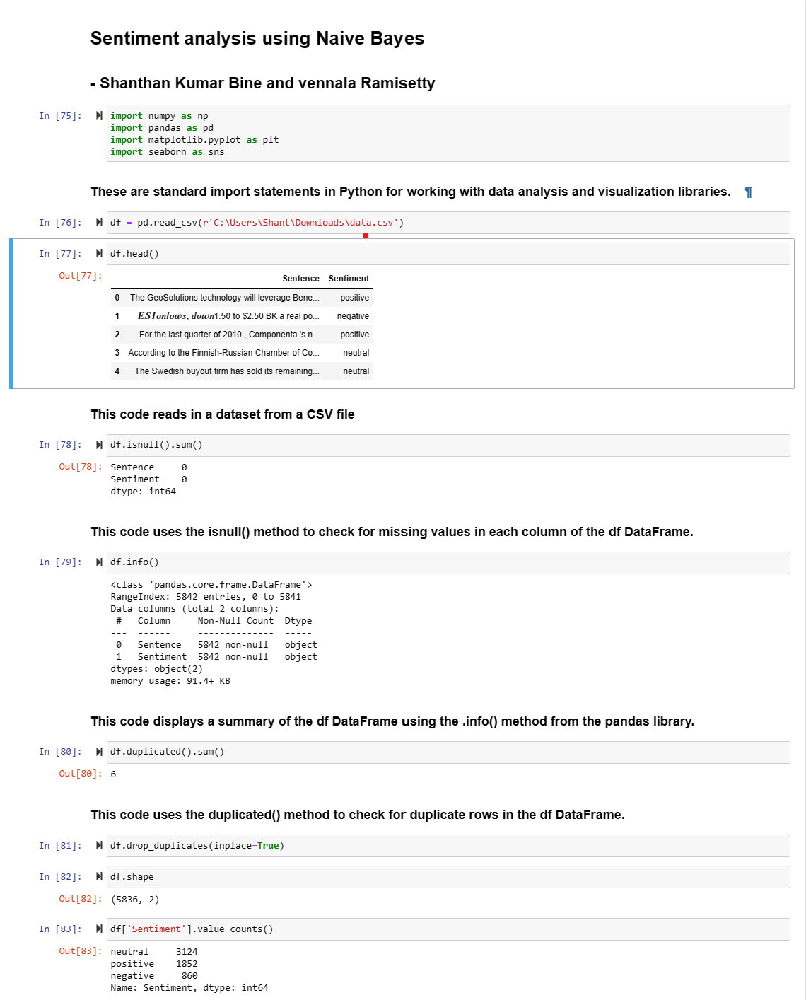 Sentiment analysis using Naive Bayes
- Shanthan Kumar Bine and vennala Ramisetty
In [75]: import numpy as np
import pandas as pd
import matplotlib.pyplot as plt
import seaborn as sns
These are standard import statements in Python for working with data analysis and visualization libraries. ¶
In [76]: df = pd.read_csv(r'C:\Users\Shant\Downloads\data.csv')
In [77]: df.head()
Out[77]:
Sentence Sentiment
0 The GeoSolutions technology will leverage Bene... positive
1 ESIonlows, down1.50 to $2.50 BK a real po... negative
2 For the last quarter of 2010 , Componenta 's n... positive
3 According to the Finnish-Russian Chamber of Co... neutral
4 The Swedish buyout firm has sold its remaining... neutral
This code reads in a dataset from a CSV file
In [78]: df.isnull().sum()
Out[78]: Sentence 0
Sentiment 0
dtype: int64
This code uses the isnull() method to check for missing values in each column of the df DataFrame.
In [79]: df.info()
<class 'pandas.core.frame.DataFrame'>
RangeIndex: 5842 entries, 0 to 5841
Data columns (total 2 columns):
# Column Non-Null Count Dtype
--- ------ -------------- -----
0 Sentence 5842 non-null object
1 Sentiment 5842 non-null object
dtypes: object(2)
memory usage: 91.4+ KB
This code displays a summary of the df DataFrame using the .info() method from the pandas library.
In [80]: df.duplicated().sum()
Out[80]: 6
This code uses the duplicated() method to check for duplicate rows in the df DataFrame.
In [81]: df.drop_duplicates(inplace=True)
In [82]: df.shape
Out[82]: (5836, 2)
In [83]: df['Sentiment'].value_counts()
Out[83]: neutral 3124
positive 1852
negative 860
Name: Sentiment, dtype: int64